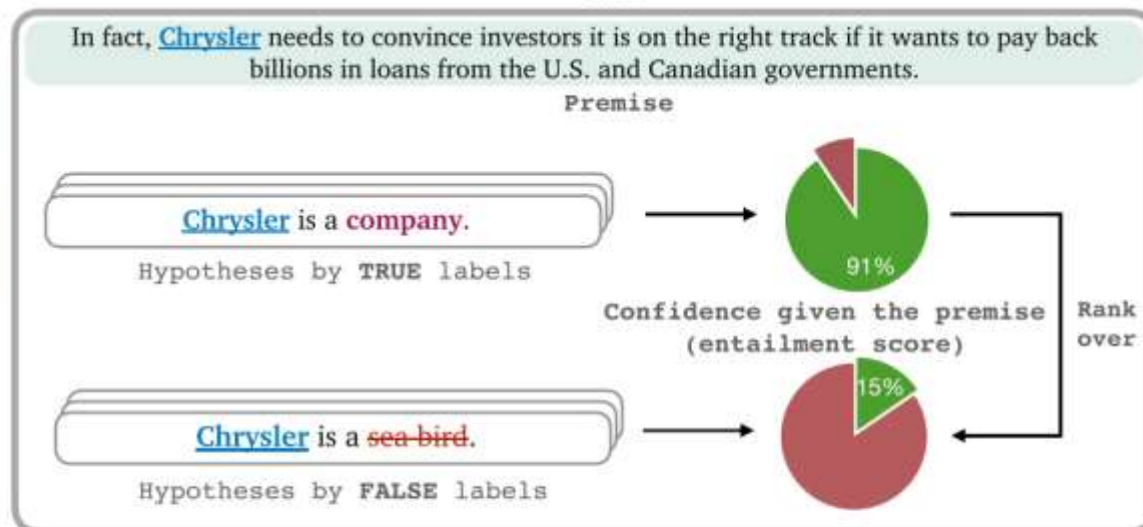 In fact, Chrysler needs to convince investors it is on the right track if it wants to pay back
billions in loans from the U.S. and Canadian governments.
Premise
Chrysler is a company.
Hypotheses by TRUE labels
91%
Confidence given the premise
(entailment score)
Rank
over
15%
Chrysler is a sea bird.
Hypotheses by FALSE labels